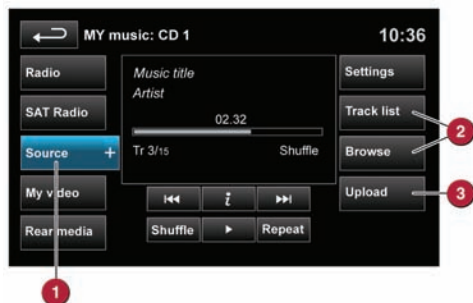 MY music: CD 1
10:36
Radio
SAT Radio
Source +
My video
Rear media
Music title
Artist
02.32
Tr 3/15
Shuffle
i
Shuffle
Repeat
Settings
Track list
Browse
Upload
1
2
3